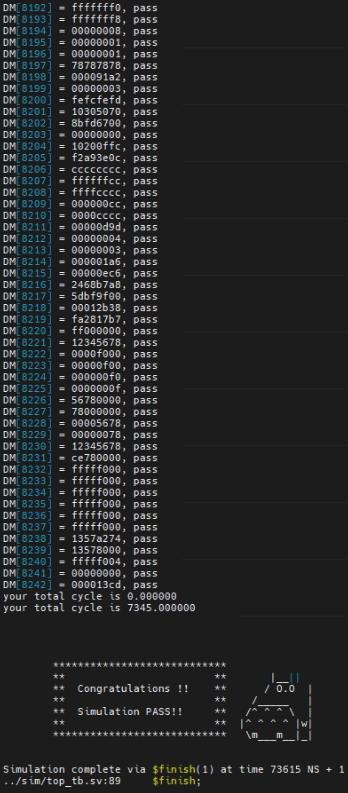 DM[8192] = fffffff0, pass
DM[8193] = fffffff8, pass
DM[8194] = 00000008, pass
DM[8195] = 00000001, pass
DM[8196] = 00000001, pass
DM[8197] = 78787878, pass
DM[8198] = 000091a2, pass
DM[8199] = 00000003, pass
DM[8200] = fefcfefd, pass
DM[8201] = 10305070, pass
DM[8202] = 8bfd6700, pass
DM[8203] = 00000000, pass
DM[8204] = 10200ffc, pass
DM[8205] = f2a93e0c, pass
DM[8206] = cccccccc, pass
DM[8207] = ffffffcc, pass
DM[8208] = ffffcccc, pass
DM[8209] = 000000cc, pass
DM[8210] = 0000cccc, pass
DM[8211] = 00000d9d, pass
DM[8212] = 00000004, pass
DM[8213] = 00000003, pass
DM[8214] = 000001a6, pass
DM[8215] = 00000ec6, pass
DM[8216] = 2468b7a8, pass
DM[8217] = 5dbf9f00, pass
DM[8218] = 00012b38, pass
DM[8219] = fa2817b7, pass
DM[8220] = ff000000, pass
DM[8221] = 12345678, pass
DM[8222] = 0000f000, pass
DM[8223] = 00000f00, pass
DM[8224] = 000000f0, pass
DM[8225] = 0000000f, pass
DM[8226] = 56780000, pass
DM[8227] = 78000000, pass
DM[8228] = 00005678, pass
DM[8229] = 00000078, pass
DM[8230] = 12345678, pass
DM[8231] = ce780000, pass
DM[8232] = fffff000, pass
DM[8233] = fffff000, pass
DM[8234] = fffff000, pass
DM[8235] = fffff000, pass
DM[8236] = fffff000, pass
DM[8237] = fffff000, pass
DM[8238] = 1357a274, pass
DM[8239] = 13578000, pass
DM[8240] = fffff004, pass
DM[8241] = 00000000, pass
DM[8242] = 000013cd, pass
your total cycle is 0.000000
your total cycle is 7345.000000
****************************
**                        **       |__||
**  Congratulations !!    **      / O.O  |
**                        **    /_____   |
**  Simulation PASS!!     **   /^ ^ ^ \  |
**                        **  |^ ^ ^ ^ |w|
****************************   \m___m__|_|
Simulation complete via $finish(1) at time 73615 NS + 1
../sim/top_tb.sv:89     $finish;